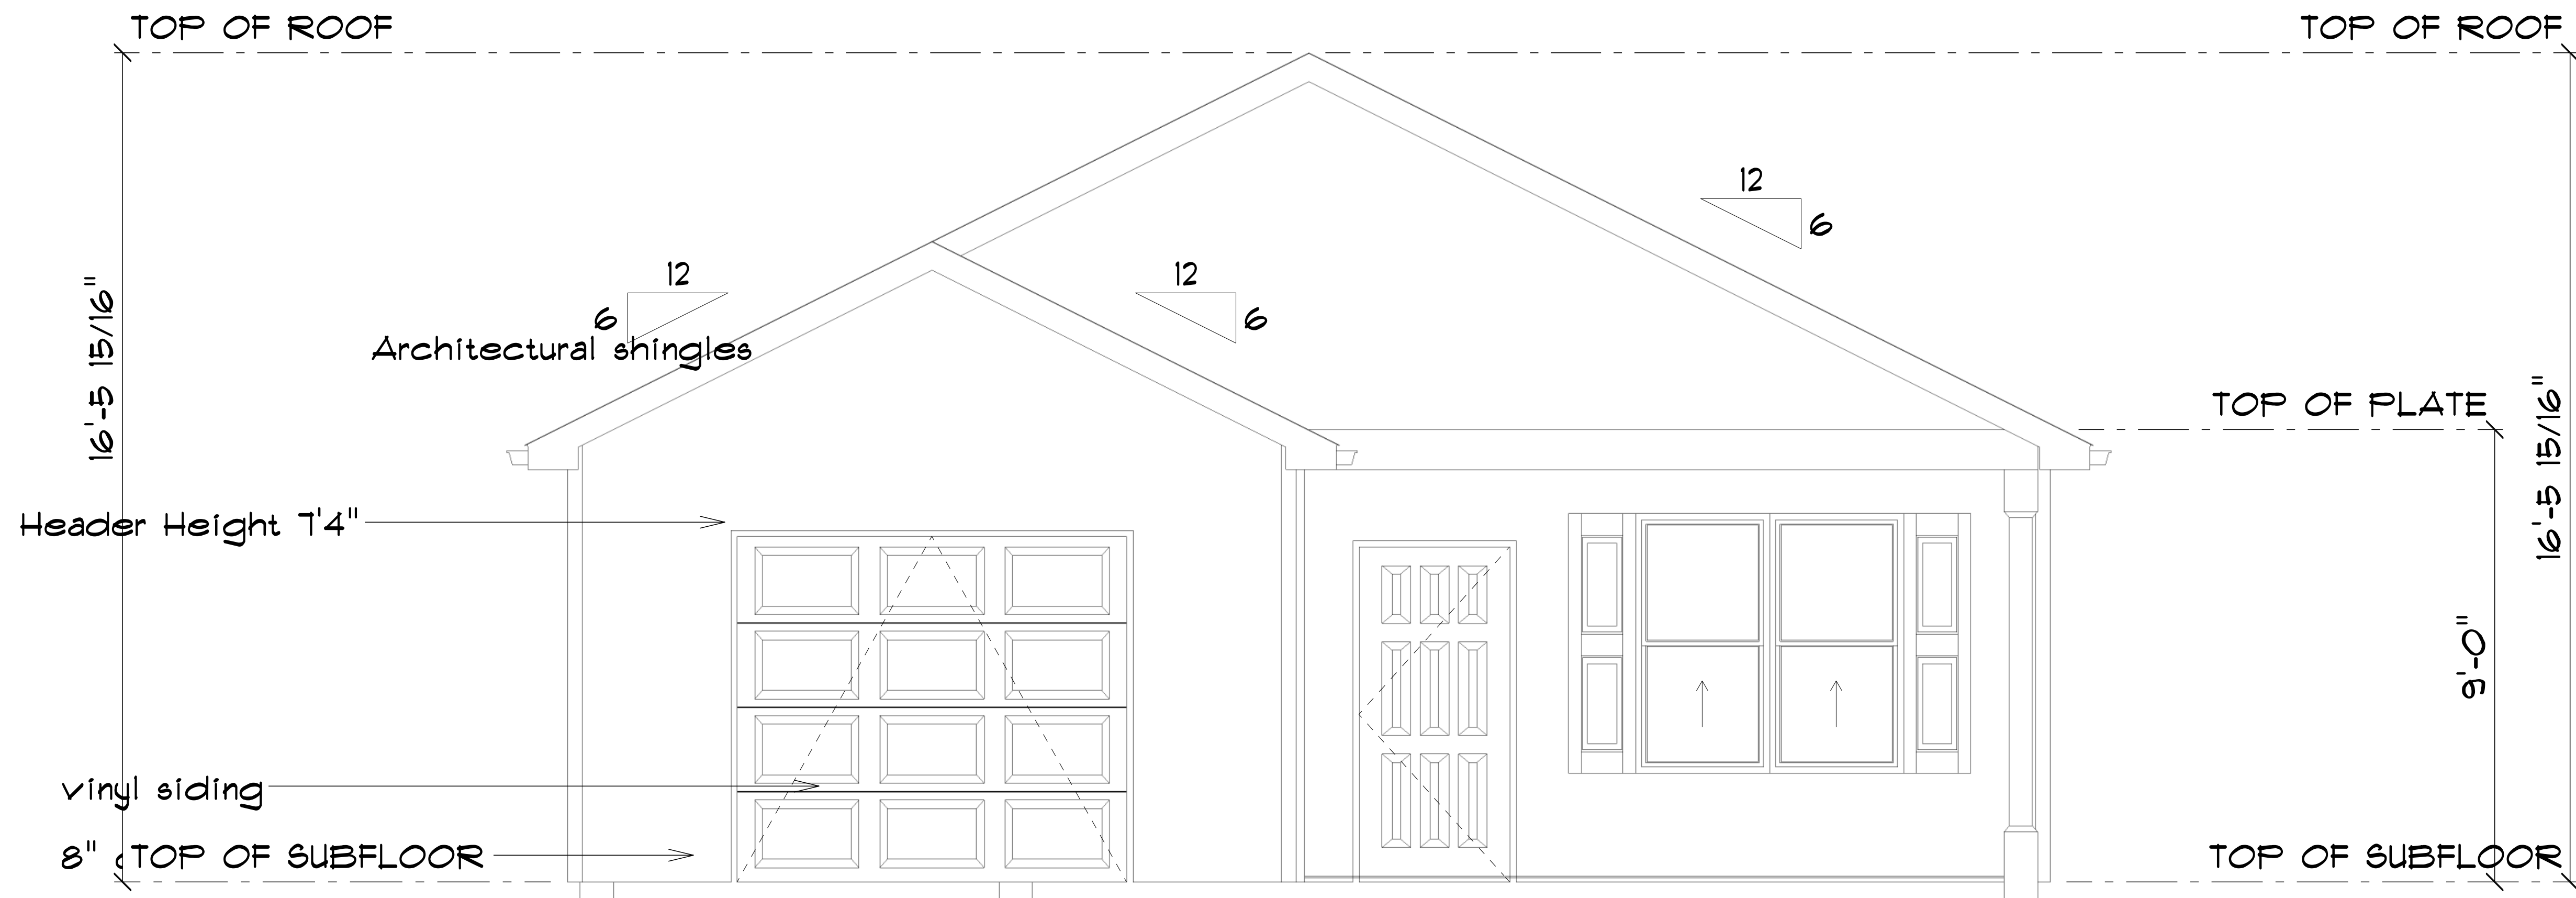 TOP OF ROOF
TOP OF ROOF
12
6
12
6
12
6
Architectural shingles
16'-5 15/16"
TOP OF PLATE
16'-5 15/16"
Header Height 7'4"
9'-0"
vinyl siding
8"
TOP OF SUBFLOOR
TOP OF SUBFLOOR